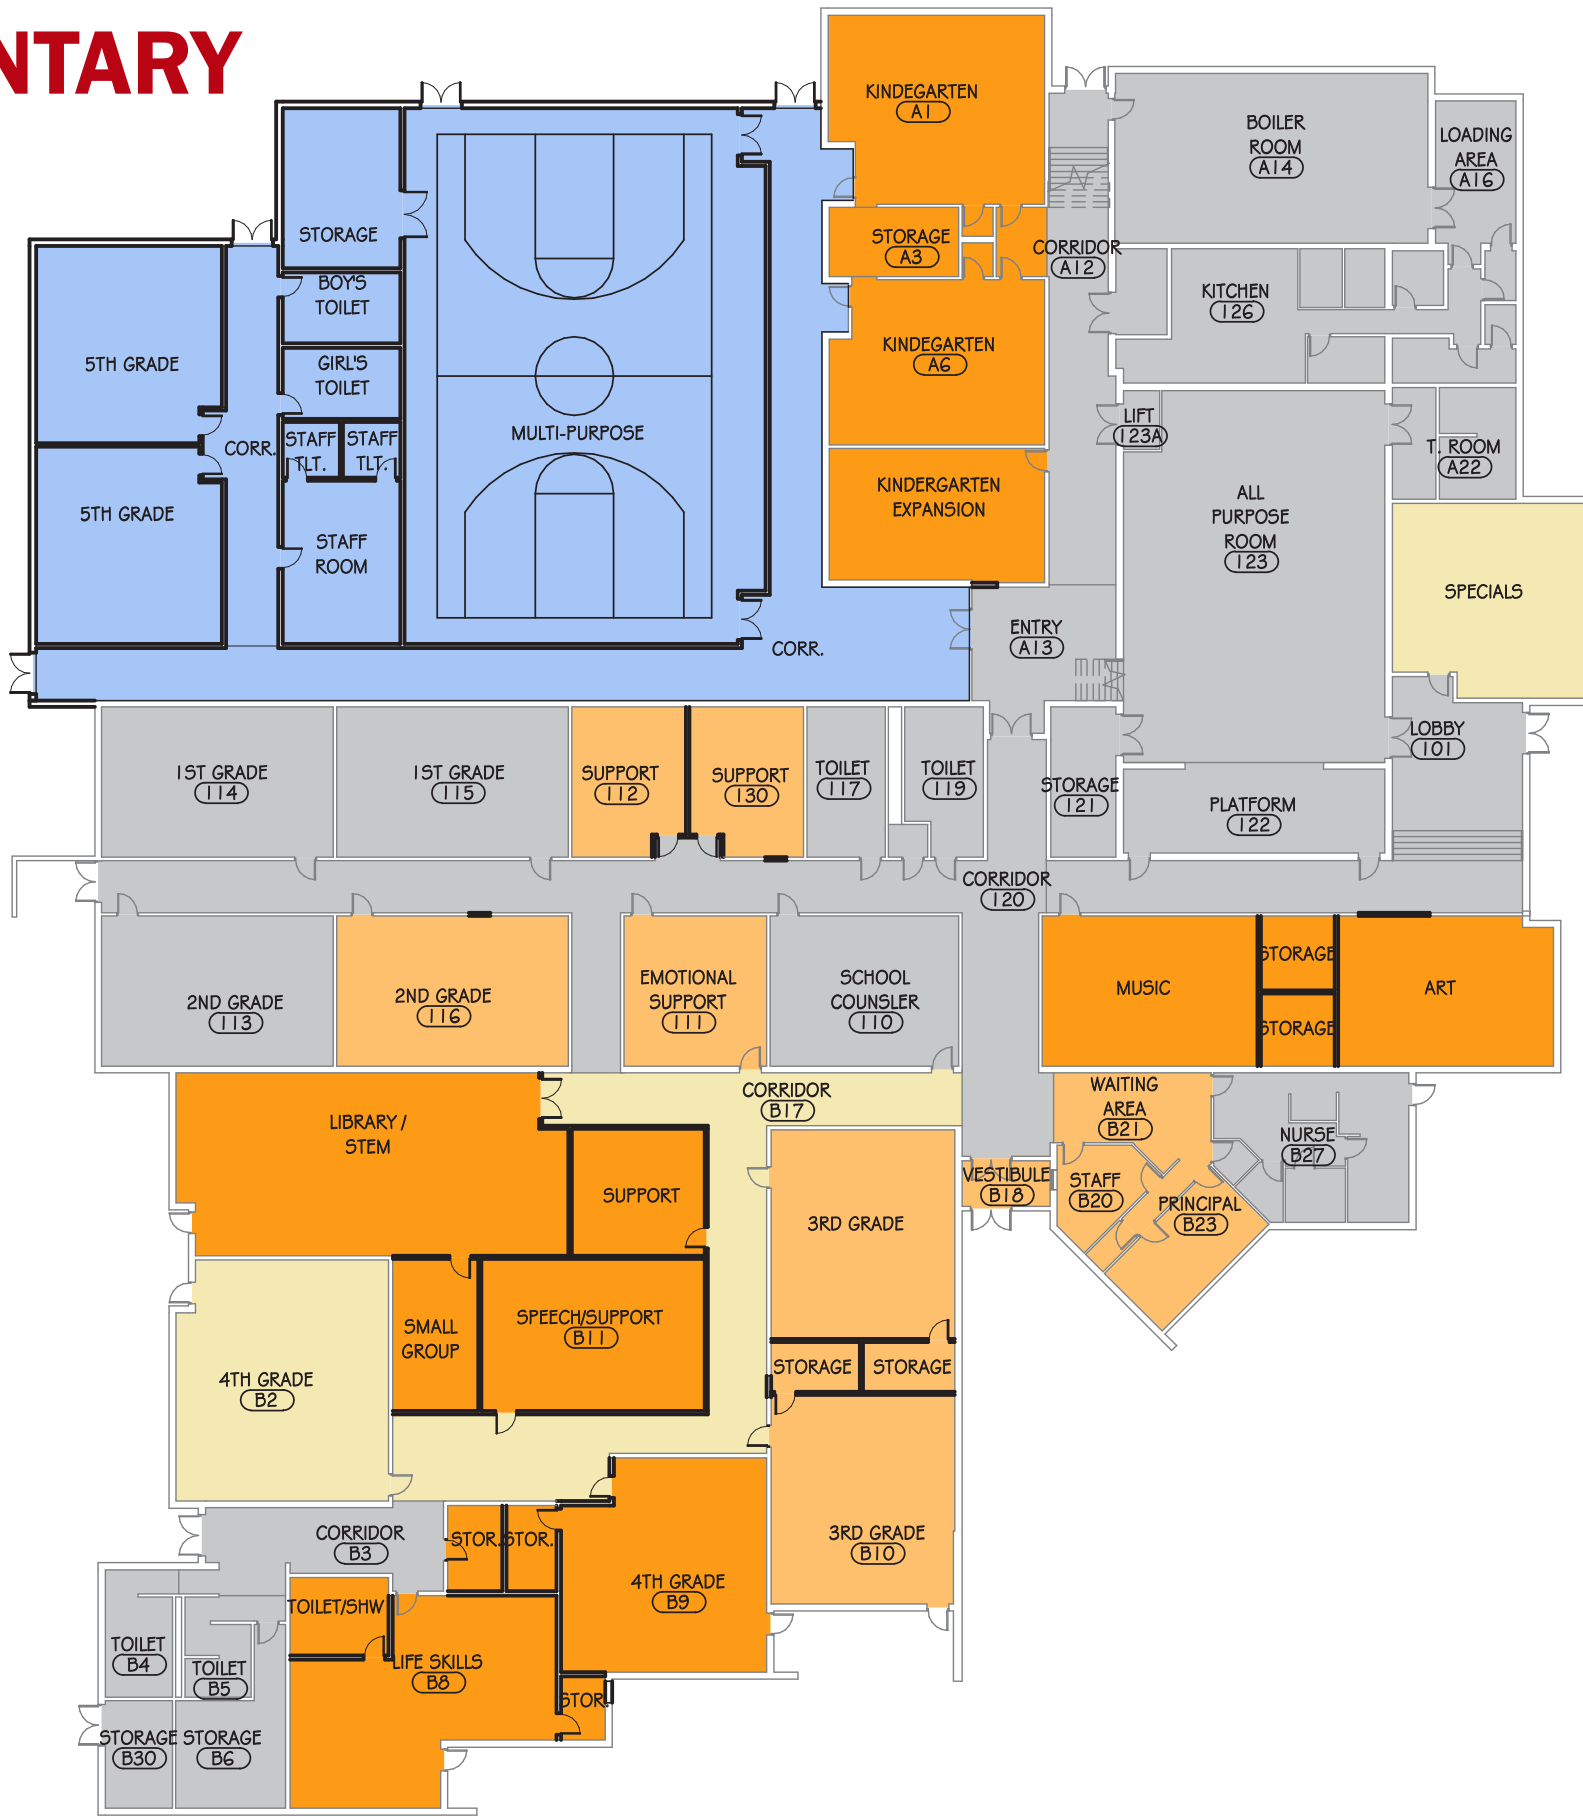 NTARY
KINDEGARTEN
A1
BOILER
ROOM
A14
LOADING
AREA
A16
STORAGE
STORAGE
A3
CORRIDOR
A12
BOY'S
TOILET
KITCHEN
126
5TH GRADE
GIRL'S
TOILET
KINDEGARTEN
A6
CORR.
STAFF
TLT.
STAFF
TLT.
MULTI-PURPOSE
LIFT
123A
T. ROOM
A22
5TH GRADE
STAFF
ROOM
KINDERGARTEN
EXPANSION
ALL
PURPOSE
ROOM
123
SPECIALS
CORR.
ENTRY
A13
LOBBY
101
1ST GRADE
114
1ST GRADE
115
SUPPORT
112
SUPPORT
130
TOILET
117
TOILET
119
STORAGE
121
PLATFORM
122
CORRIDOR
120
2ND GRADE
113
2ND GRADE
116
EMOTIONAL
SUPPORT
111
SCHOOL
COUNSLER
110
MUSIC
STORAGE
STORAGE
ART
LIBRARY /
STEM
CORRIDOR
B17
WAITING
AREA
B21
NURSE
B27
SUPPORT
3RD GRADE
VESTIBULE
B18
STAFF
B20
PRINCIPAL
B23
SMALL
GROUP
SPEECH/SUPPORT
B11
4TH GRADE
B2
STORAGE
STORAGE
CORRIDOR
B3
STOR.
STOR.
3RD GRADE
B10
4TH GRADE
B9
TOILET/SHW
TOILET
B4
TOILET
B5
LIFE SKILLS
B8
STOR.
STORAGE
B30
STORAGE
B6